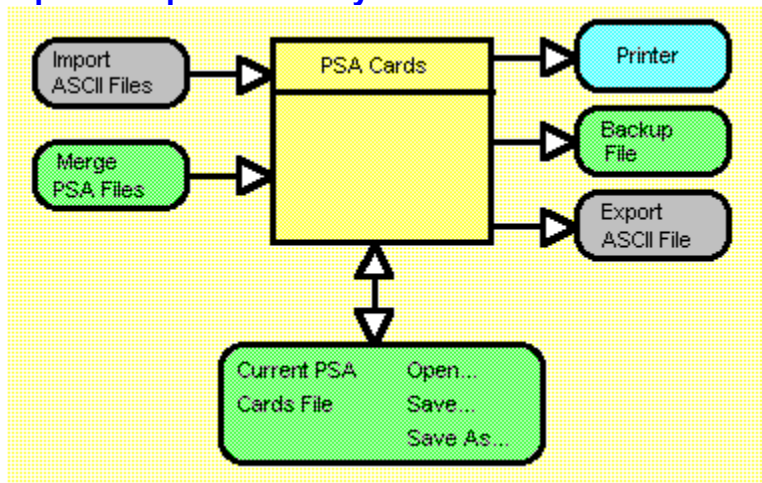 Import
ASCII Files
PSA Cards
Printer
Merge
PSA Files
Backup
File
Export
ASCII File
Current PSA Open...
Cards File Save...
Save As...